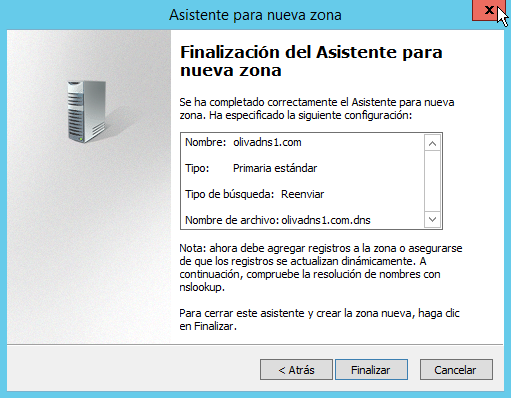 Asistente para nueva zona
x
Finalización del Asistente para
nueva zona
Se ha completado correctamente el Asistente para nueva
zona. Ha especificado la siguiente configuración:
Nombre: olivadns1.com
Tipo: Primaria estándar
Tipo de búsqueda: Reenviar
Nombre de archivo: olivadns1.com.dns
Nota: ahora debe agregar registros a la zona o asegurarse
de que los registros se actualizan dinámicamente. A
continuación, compruebe la resolución de nombres con
nslookup.
Para cerrar este asistente y crear la zona nueva, haga clic
en Finalizar.
< Atrás Finalizar Cancelar